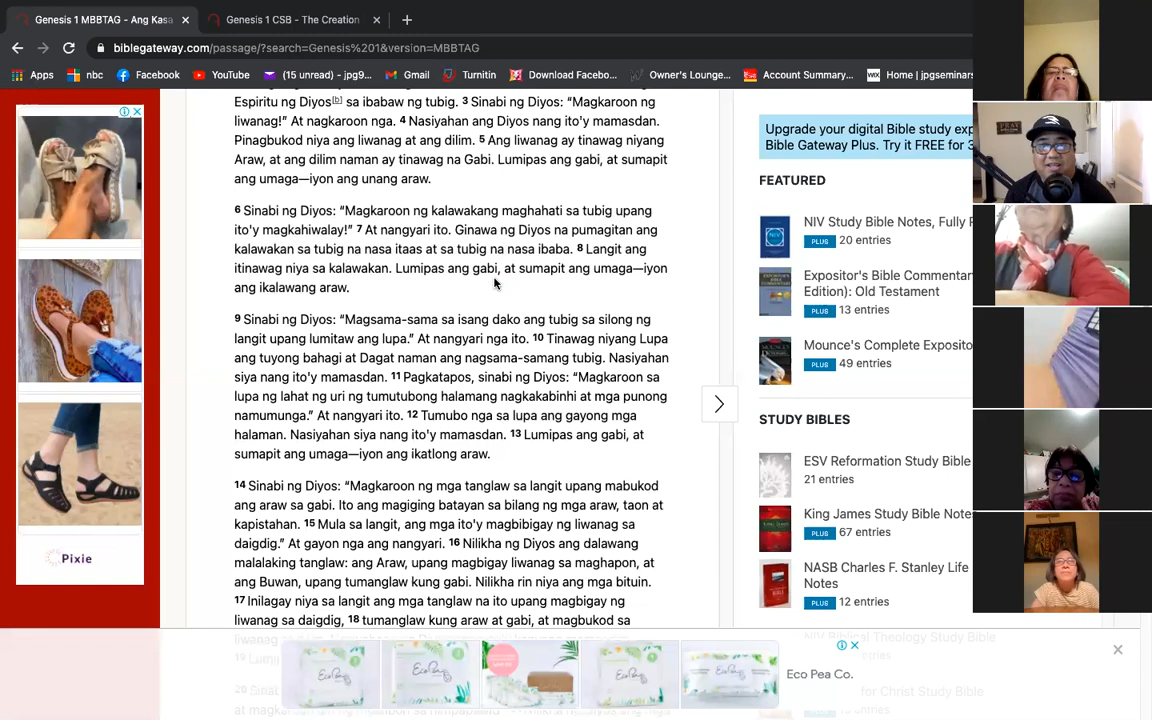 Genesis 1 MBBTAG - Ang Kasa
Genesis 1 CSB - The Creation
biblegateway.com/passage/?search=Genesis%201&version=MBBTAG
Apps
nbc
Facebook
YouTube
(15 unread) - jpg9...
Gmail
Turnitin
Download Faceboo...
Owner's Lounge...
Account Summary...
WIX
Home | jpgseminars
Espiritu ng Diyos[b] sa ibabaw ng tubig. 3 Sinabi ng Diyos: “Magkaroon ng
liwanag!” At nagkaroon nga. 4 Nasiyahan ang Diyos nang ito'y mamasdan.
Pinagbukod niya ang liwanag at ang dilim. 5 Ang liwanag ay tinawag niyang
Araw, at ang dilim naman ay tinawag na Gabi. Lumipas ang gabi, at sumapit
ang umaga—iyon ang unang araw.
6 Sinabi ng Diyos: “Magkaroon ng kalawakang maghahati sa tubig upang
ito'y magkahiwalay!” 7 At nangyari ito. Ginawa ng Diyos na pumagitan ang
kalawakan sa tubig na nasa itaas at sa tubig na nasa ibaba. 8 Langit ang
itinawag niya sa kalawakan. Lumipas ang gabi, at sumapit ang umaga—iyon
ang ikalawang araw.
9 Sinabi ng Diyos: “Magsama-sama sa isang dako ang tubig sa silong ng
langit upang lumitaw ang lupa.” At nangyari nga ito. 10 Tinawag niyang Lupa
ang tuyong bahagi at Dagat naman ang nagsama-samang tubig. Nasiyahan
siya nang ito'y mamasdan. 11 Pagkatapos, sinabi ng Diyos: “Magkaroon sa
lupa ng lahat ng uri ng tumutubong halamang nagkakabinhi at mga punong
namumunga.” At nangyari ito. 12 Tumubo nga sa lupa ang gayong mga
halaman. Nasiyahan siya nang ito'y mamasdan. 13 Lumipas ang gabi, at
sumapit ang umaga—iyon ang ikatlong araw.
14 Sinabi ng Diyos: “Magkaroon ng mga tanglaw sa langit upang mabukod
ang araw sa gabi. Ito ang magiging batayan sa bilang ng mga araw, taon at
kapistahan. 15 Mula sa langit, ang mga ito'y magbibigay ng liwanag sa
daigdig.” At gayon nga ang nangyari. 16 Nilikha ng Diyos ang dalawang
malalaking tanglaw: ang Araw, upang magbigay liwanag sa maghapon, at
ang Buwan, upang tumanglaw kung gabi. Nilikha rin niya ang mga bituin.
17 Inilagay niya sa langit ang mga tanglaw na ito upang magbigay ng
liwanag sa daigdig, 18 tumanglaw kung araw at gabi, at magbukod sa
19
20
Upgrade your digital Bible study exp
Bible Gateway Plus. Try it FREE for 3
FEATURED
NIV Study Bible Notes, Fully R
PLUS 20 entries
Expositor's Bible Commentar
Edition): Old Testament
PLUS 13 entries
Mounce's Complete Exposito
PLUS 49 entries
STUDY BIBLES
ESV Reformation Study Bible
21 entries
King James Study Bible Note
PLUS 67 entries
NASB Charles F. Stanley Life
Notes
PLUS 12 entries
NIV Biblical Theology Study Bible
for Christ Study Bible
Pixie
Eco Pea Co.
PRAY